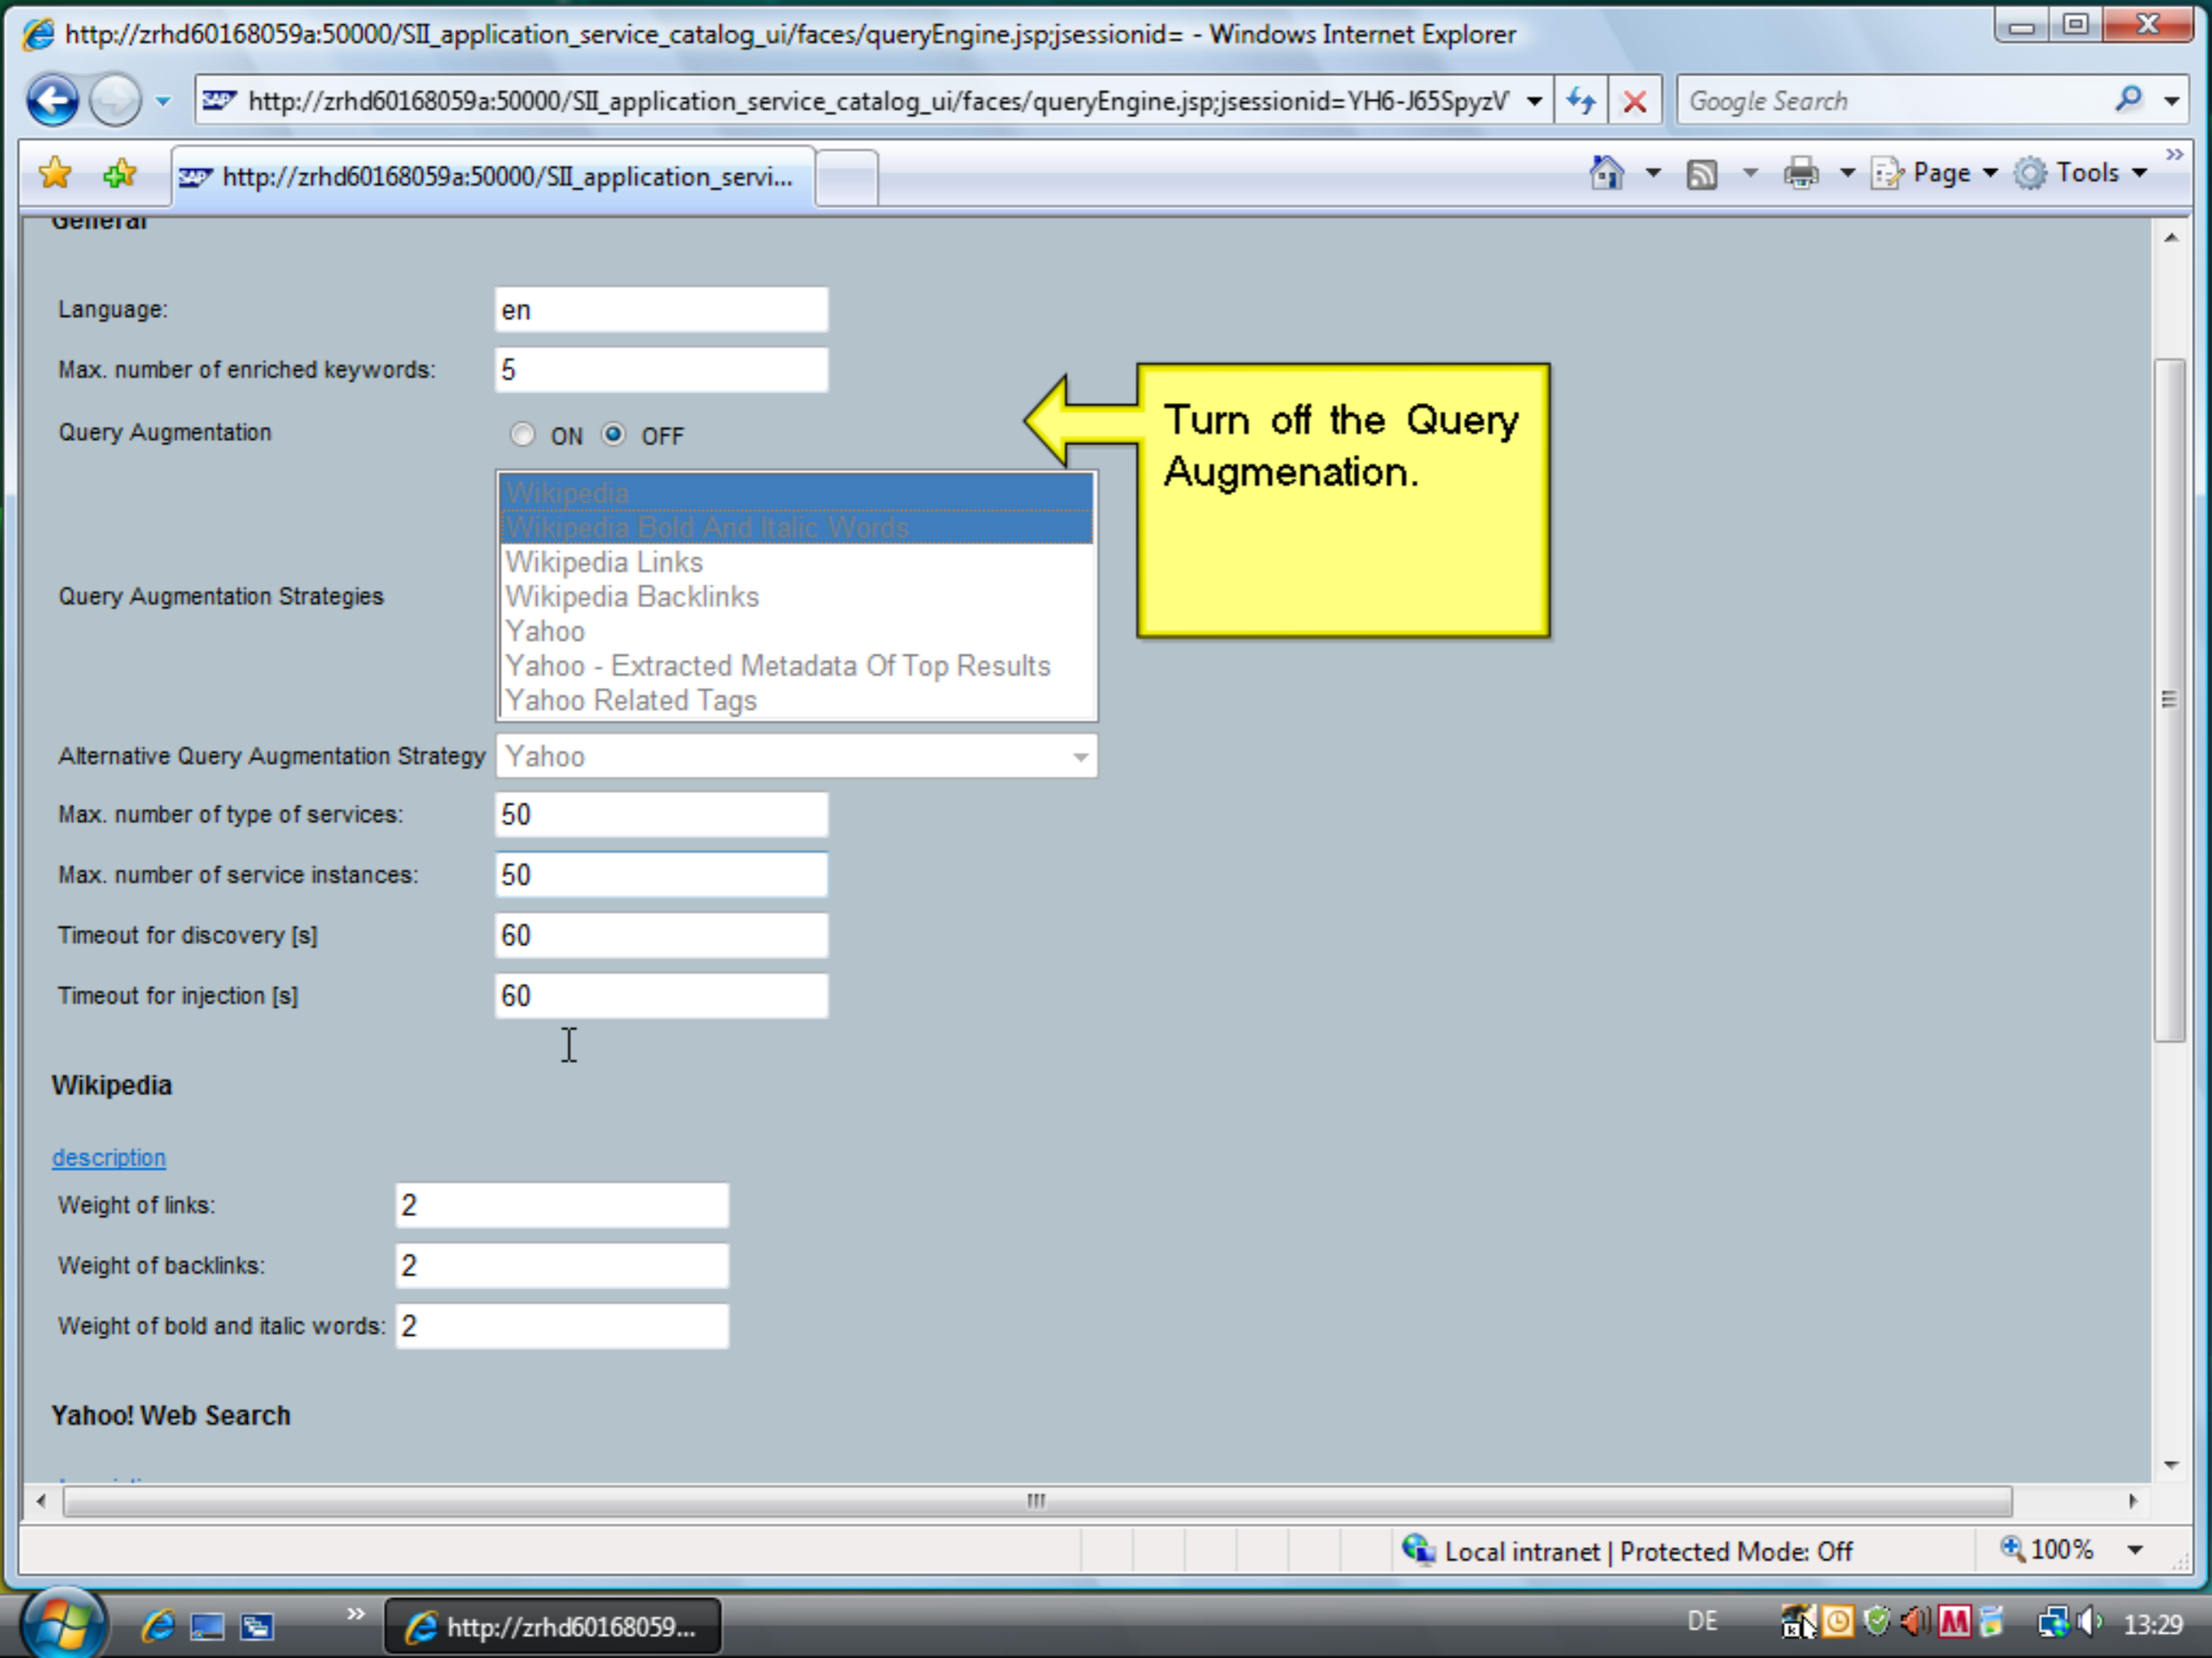 http://zrhd60168059a:50000/SII_application_service_catalog_ui/faces/queryEngine.jsp;jsessionid= - Windows Internet Explorer
SAP http://zrhd60168059a:50000/SII_application_service_catalog_ui/faces/queryEngine.jsp;jsessionid=YH6-J65SpyzV
Google Search
SAP http://zrhd60168059a:50000/SII_application_servi...
Page
Tools
General
Language:
en
Max. number of enriched keywords:
5
Query Augmentation
ON
OFF
Turn off the Query
Augmenation.
Query Augmentation Strategies
Wikipedia
Wikipedia Bold And Italic Words
Wikipedia Links
Wikipedia Backlinks
Yahoo
Yahoo - Extracted Metadata Of Top Results
Yahoo Related Tags
Alternative Query Augmentation Strategy
Yahoo
Max. number of type of services:
50
Max. number of service instances:
50
Timeout for discovery [s]
60
Timeout for injection [s]
60
Wikipedia
description
Weight of links:
2
Weight of backlinks:
2
Weight of bold and italic words:
2
Yahoo! Web Search
Local intranet | Protected Mode: Off
100%
http://zrhd60168059...
DE
13:29